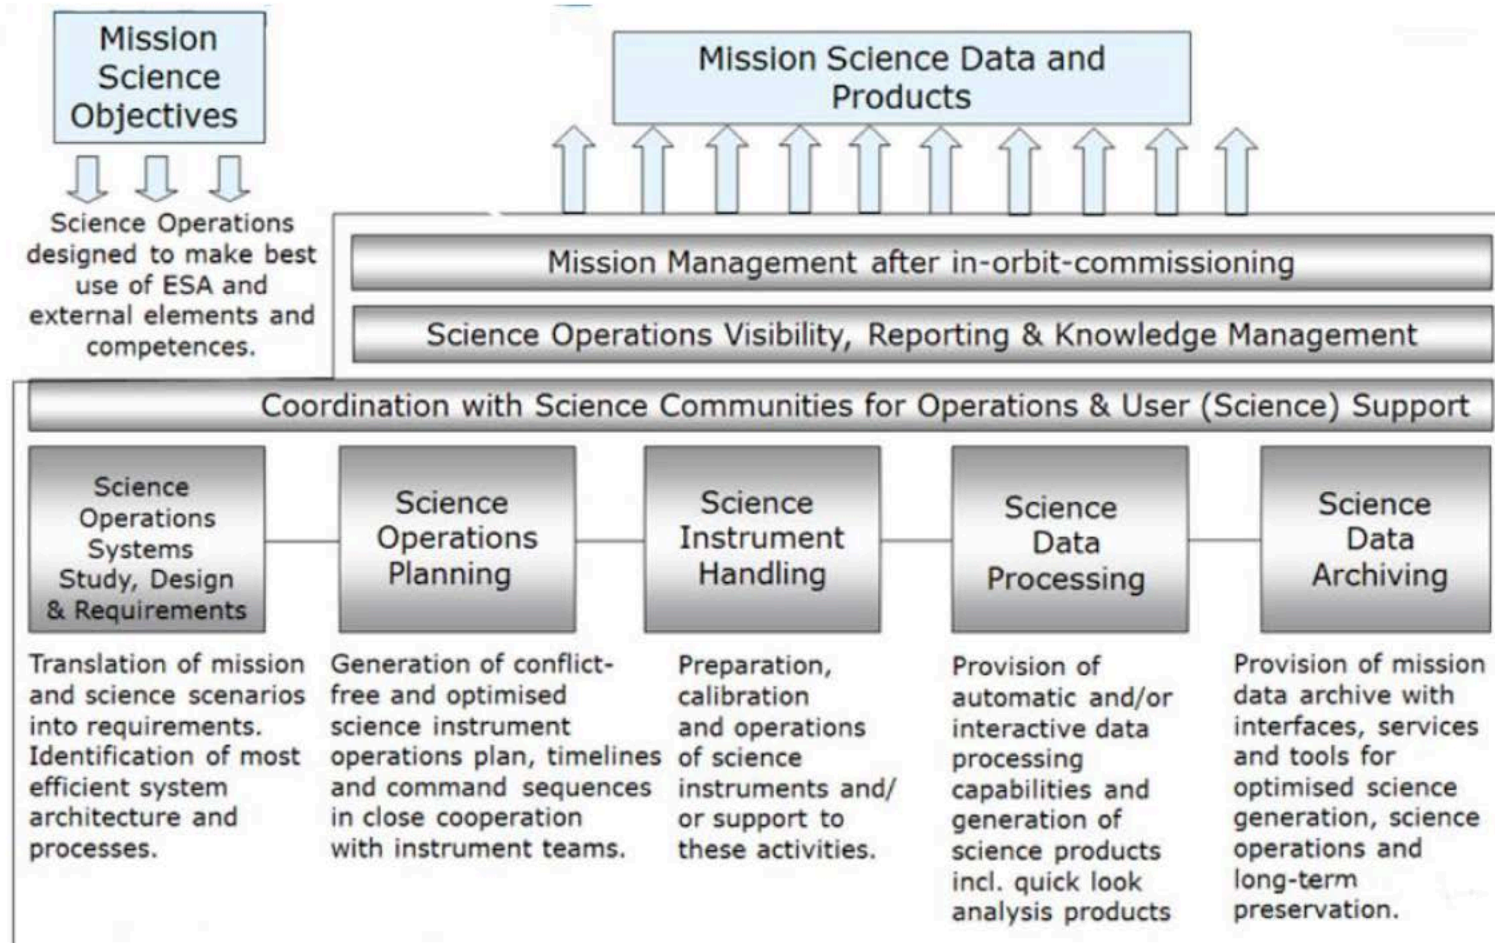 Mission
Science
Objectives
Mission Science Data and
Products
Science Operations
designed to make best
use of ESA and
external elements and
competences.
Mission Management after in-orbit-commissioning
Science Operations Visibility, Reporting & Knowledge Management
Coordination with Science Communities for Operations & User (Science) Support
Science
Operations
Systems
Study, Design
& Requirements
Science
Operations
Planning
Science
Instrument
Handling
Science
Data
Processing
Science
Data
Archiving
Translation of mission
and science scenarios
into requirements.
Identification of most
efficient system
architecture and
processes.
Generation of conflict-
free and optimised
science instrument
operations plan, timelines
and command sequences
in close cooperation
with instrument teams.
Preparation,
calibration
and operations
of science
instruments and/
or support to
these activities.
Provision of
automatic and/or
interactive data
processing
capabilities and
generation of
science products
incl. quick look
analysis products
Provision of mission
data archive with
interfaces, services
and tools for
optimised science
generation, science
operations and
long-term
preservation.